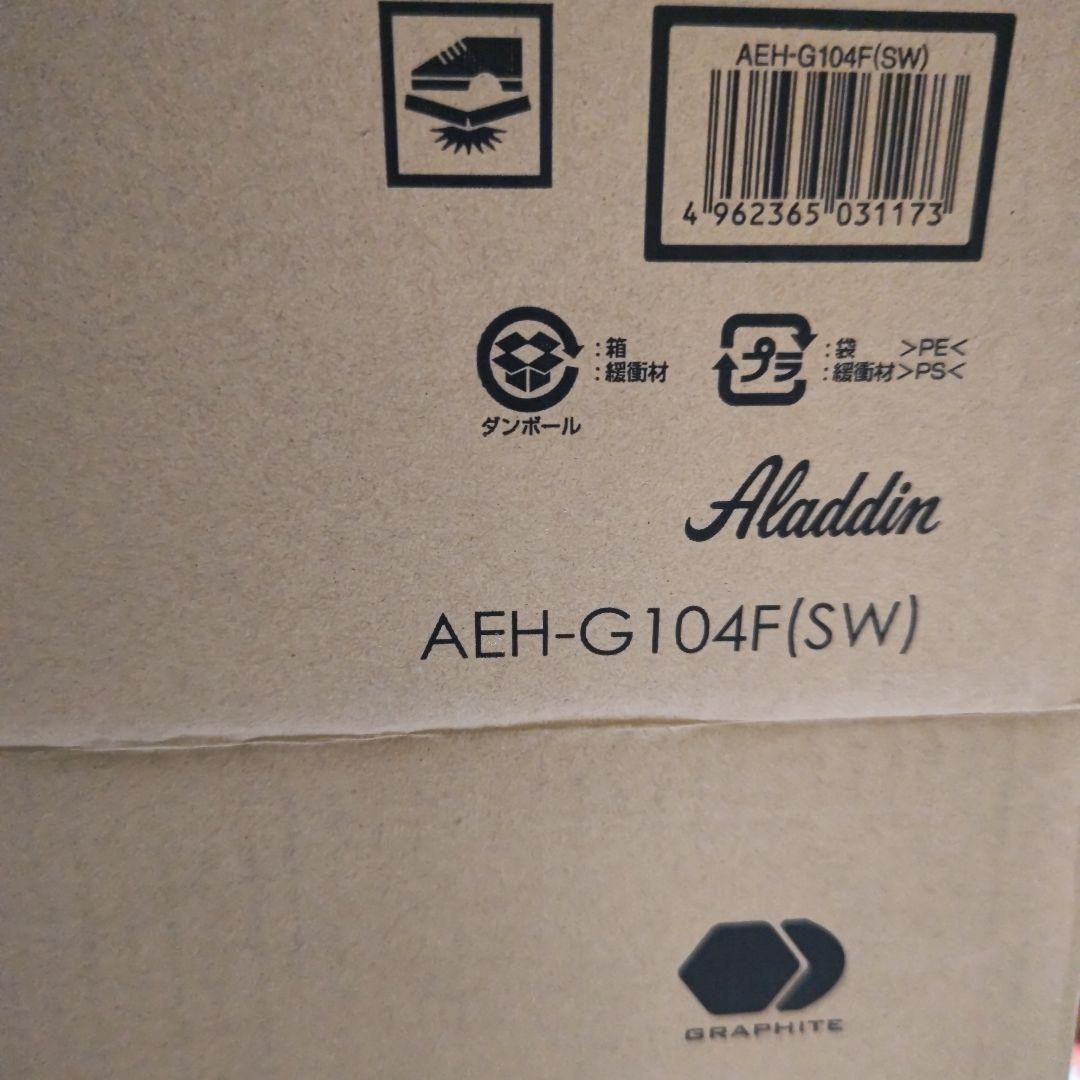 AEH-G104F(SW)
4 962365 031173
:箱
:緩衝材
ダンボール
プラ
:袋 >PE<
:緩衝材>PS<
Aladdin
AEH-G104F(SW)
GRAPHITE